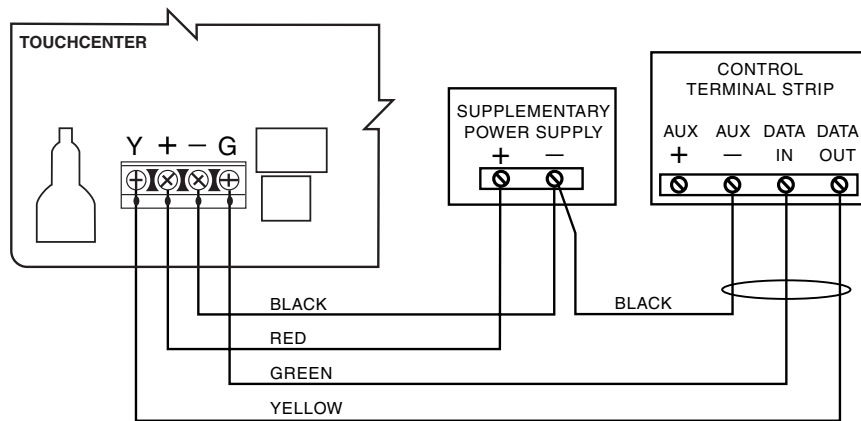 TOUCHCENTER
Y + – G
SUPPLEMENTARY
POWER SUPPLY
+ –
CONTROL
TERMINAL STRIP
AUX AUX DATA DATA
+ – IN OUT
BLACK
BLACK
RED
GREEN
YELLOW